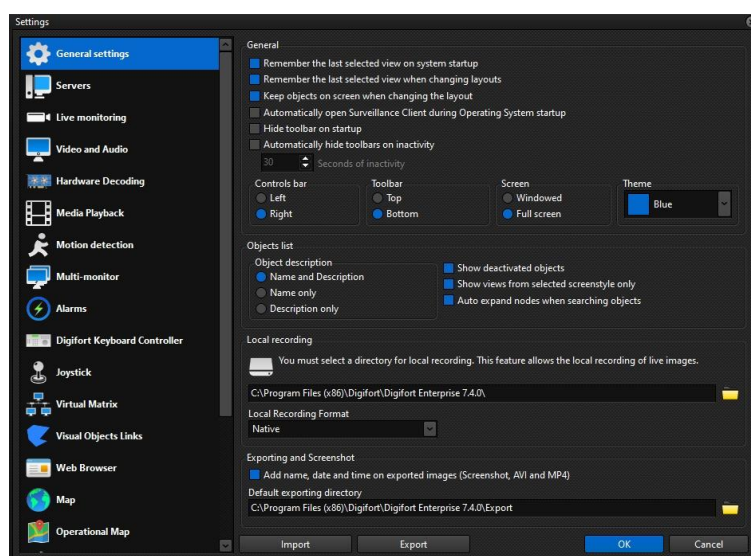 Settings
General settings
Servers
Live monitoring
Video and Audio
Hardware Decoding
Media Playback
Motion detection
Multi-monitor
Alarms
Digifort Keyboard Controller
Joystick
Virtual Matrix
Visual Objects Links
Web Browser
Map
Operational Map
General
Remember the last selected view on system startup
Remember the last selected view when changing layouts
Keep objects on screen when changing the layout
Automatically open Surveillance Client during Operating System startup
Hide toolbar on startup
Automatically hide toolbars on inactivity
30 Seconds of inactivity
Controls bar
Left
Right
Toolbar
Top
Bottom
Screen
Windowed
Full screen
Theme
Blue
Objects list
Object description
Name and Description
Name only
Description only
Show deactivated objects
Show views from selected screenstyle only
Auto expand nodes when searching objects
Local recording
You must select a directory for local recording. This feature allows the local recording of live images.
C:\Program Files (x86)\Digifort\Digifort Enterprise 7.4.0\
Local Recording Format
Native
Exporting and Screenshot
Add name, date and time on exported images (Screenshot, AVI and MP4)
Default exporting directory
C:\Program Files (x86)\Digifort\Digifort Enterprise 7.4.0\Export
Import
Export
OK
Cancel